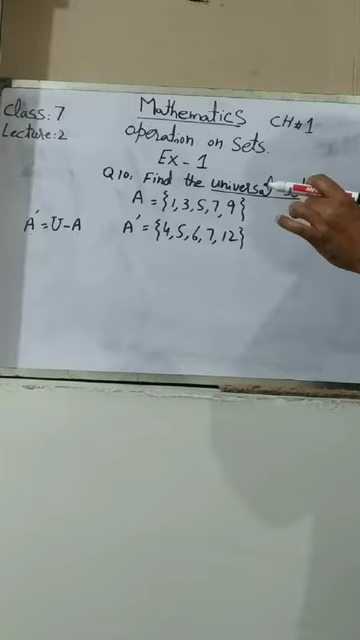 Class: 7
Mathematics
CH#1
Lecture: 2
operation on Sets.
Ex - 1
Q10: Find the universal
A = {1, 3, 5, 7, 9}
A' = U - A
A' = {4, 5, 6, 7, 12}